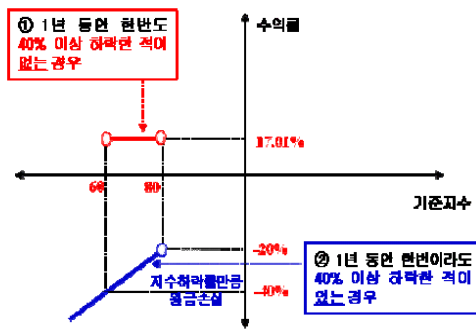 ① 1년 동안 한번도
40% 이상 하락한 적이
없는 경우
수익률
17.01%
60
80
기준지수
-20%
지수하락률만큼
원금손실
-40%
② 1년 동안 한번이라도
40% 이상 하락한 적이
없는 경우